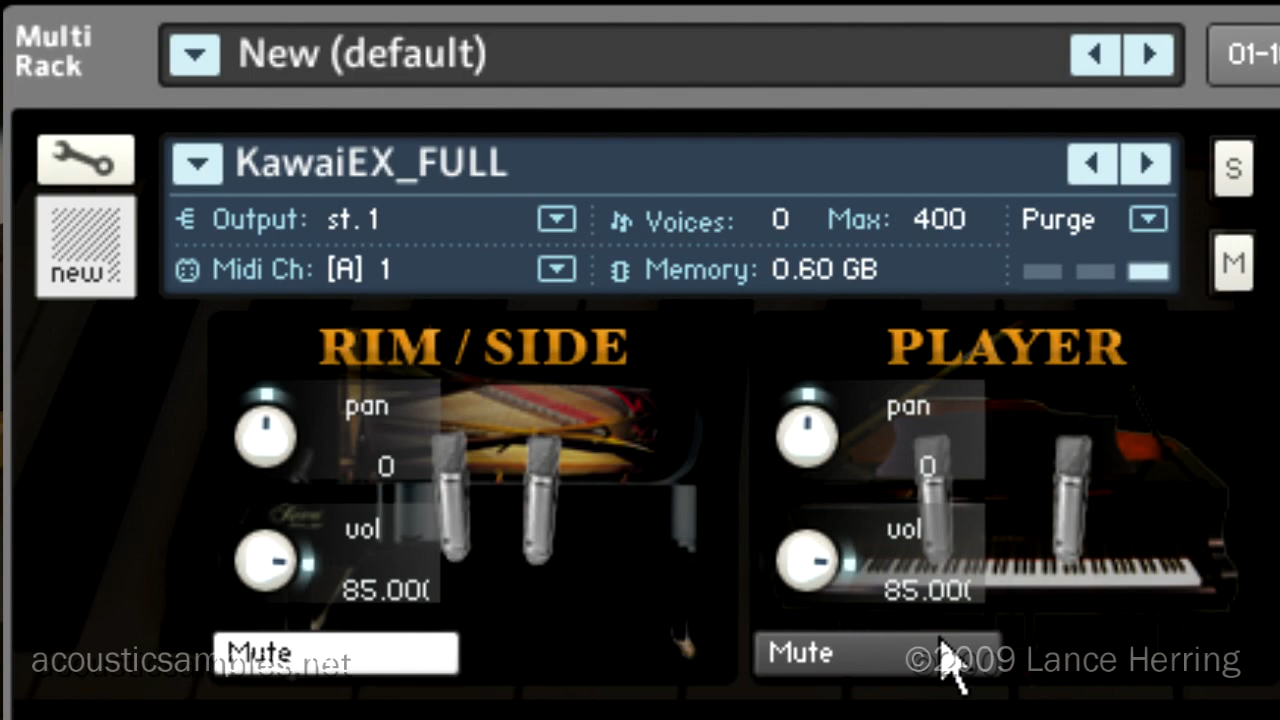 Multi
Rack
New (default)
KawaiEX_FULL
S
Output: st. 1
Voices: 0 Max: 400
Purge
new
Midi Ch: [A] 1
Memory: 0.60 GB
M
RIM / SIDE
PLAYER
pan
0
vol
85.00(
Mute
pan
0
vol
85.00(
Mute
acousticsamples.net
©2009 Lance Herring